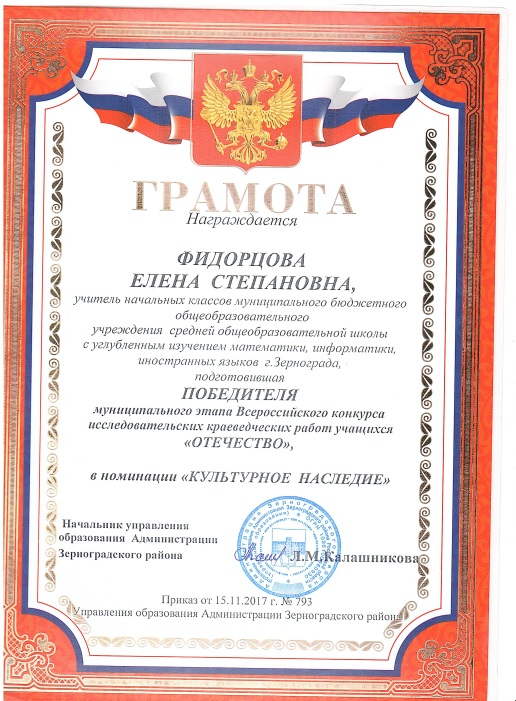 ГРАМОТА
Награждается
ФИДОРЦОВА
ЕЛЕНА СТЕПАНОВНА,
учитель начальных классов муниципального бюджетного
общеобразовательного
учреждения средней общеобразовательной школы
с углубленным изучением математики, информатики,
иностранных языков г.Зернограда,
подготовившая
ПОБЕДИТЕЛЯ
муниципального этапа Всероссийского конкурса
исследовательских краеведческих работ учащихся
«ОТЕЧЕСТВО»,
в номинации «КУЛЬТУРНОЕ НАСЛЕДИЕ»
Начальник управления
образования Администрации
Зерноградского района Л.М.Калашникова
Приказ от 15.11.2017 г. № 793
Управления образования Администрации Зерноградского района